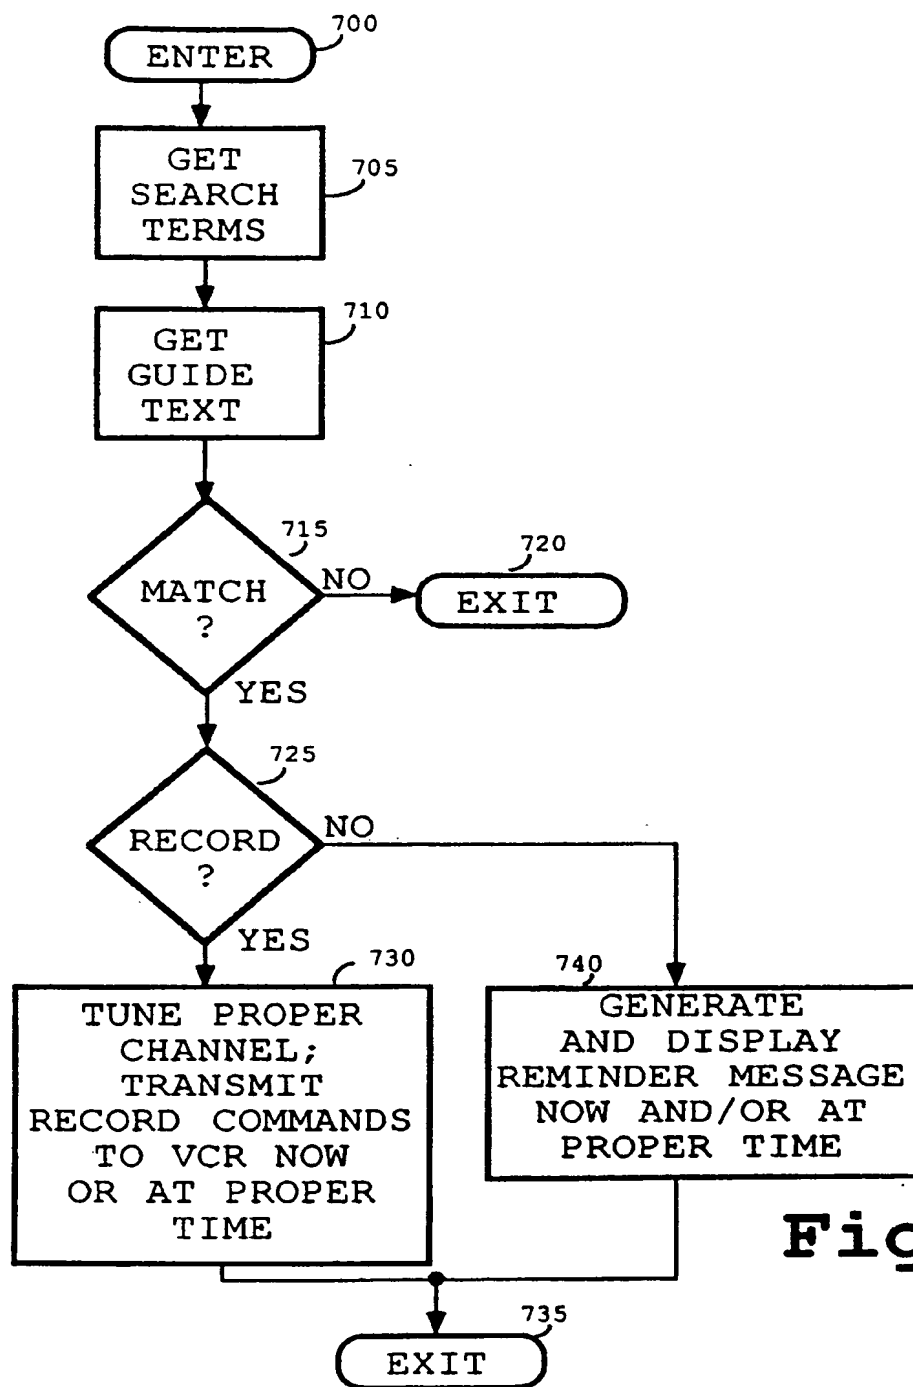 700
ENTER
GET
SEARCH
TERMS
705
GET
GUIDE
TEXT
710
MATCH
?
715
NO
720
EXIT
YES
725
RECORD
?
NO
YES
730
TUNE PROPER
CHANNEL;
TRANSMIT
RECORD COMMANDS
TO VCR NOW
OR AT PROPER
TIME
740
GENERATE
AND DISPLAY
REMINDER MESSAGE
NOW AND/OR AT
PROPER TIME
Fig
735
EXIT